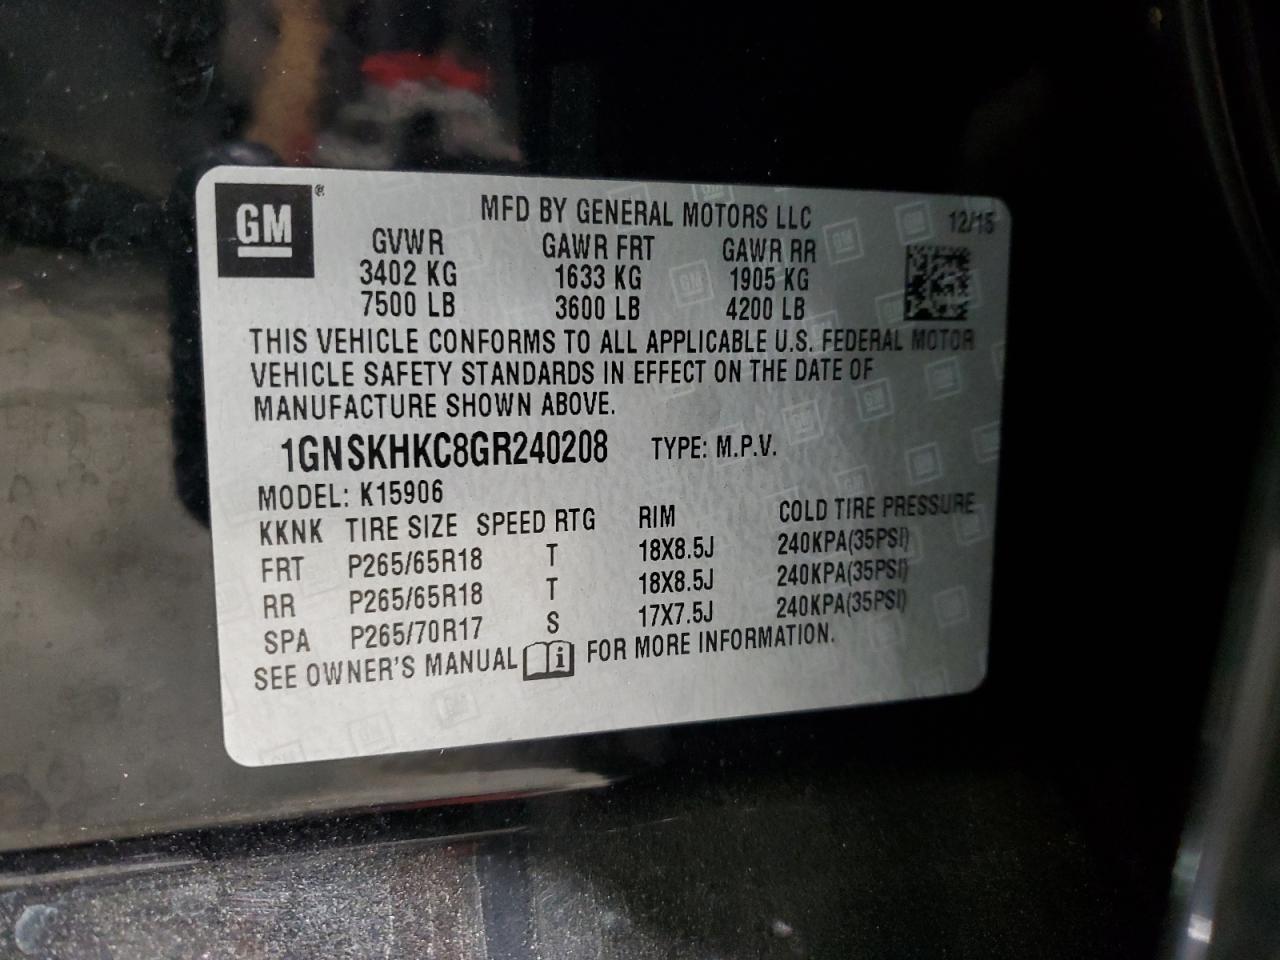 GM ®
MFD BY GENERAL MOTORS LLC 12/15
GVWR GAWR FRT GAWR RR
3402 KG 1633 KG 1905 KG
7500 LB 3600 LB 4200 LB
THIS VEHICLE CONFORMS TO ALL APPLICABLE U.S. FEDERAL MOTOR
VEHICLE SAFETY STANDARDS IN EFFECT ON THE DATE OF
MANUFACTURE SHOWN ABOVE.
1GNSKHKC8GR240208 TYPE: M.P.V.
MODEL: K15906
KKNK TIRE SIZE SPEED RTG RIM COLD TIRE PRESSURE
FRT P265/65R18 T 18X8.5J 240KPA(35PSI)
RR P265/65R18 T 18X8.5J 240KPA(35PSI)
SPA P265/70R17 S 17X7.5J 240KPA(35PSI)
SEE OWNER'S MANUAL i FOR MORE INFORMATION.